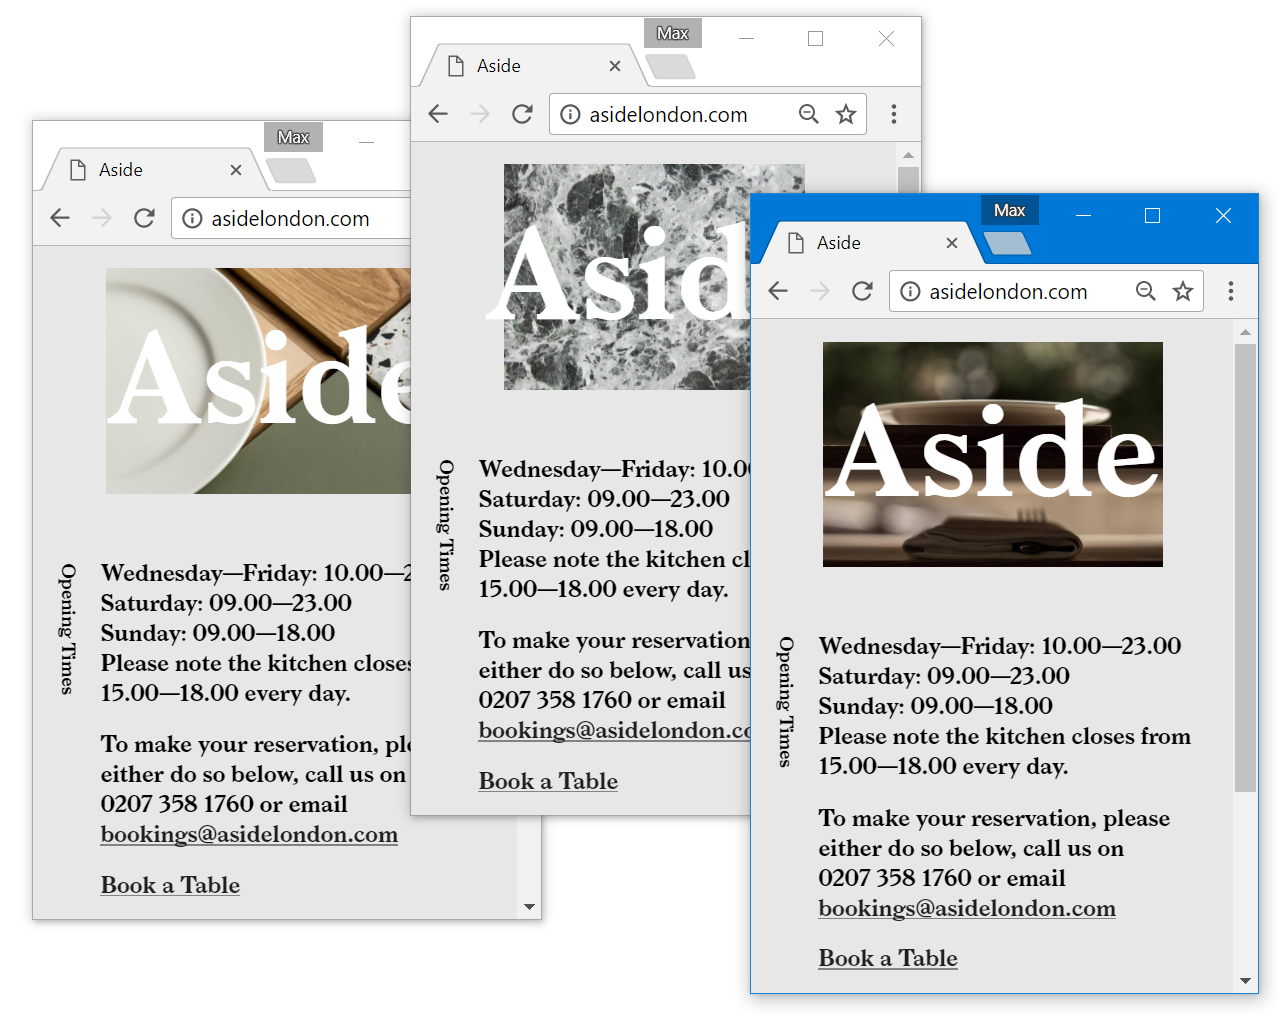 Max
Aside
asidelondon.com
Aside
Opening Times
Wednesday—Friday: 10.00—2
Saturday: 09.00—23.00
Sunday: 09.00—18.00
Please note the kitchen closes
15.00—18.00 every day.
To make your reservation, ple
either do so below, call us on
0207 358 1760 or email
bookings@asidelondon.com
Book a Table
Max
Aside
asidelondon.com
Asid
Opening Times
Wednesday—Friday: 10.00
Saturday: 09.00—23.00
Sunday: 09.00—18.00
Please note the kitchen cl
15.00—18.00 every day.
To make your reservation
either do so below, call us
0207 358 1760 or email
bookings@asidelondon.co
Book a Table
Max
Aside
asidelondon.com
Aside
Opening Times
Wednesday—Friday: 10.00—23.00
Saturday: 09.00—23.00
Sunday: 09.00—18.00
Please note the kitchen closes from
15.00—18.00 every day.
To make your reservation, please
either do so below, call us on
0207 358 1760 or email
bookings@asidelondon.com
Book a Table